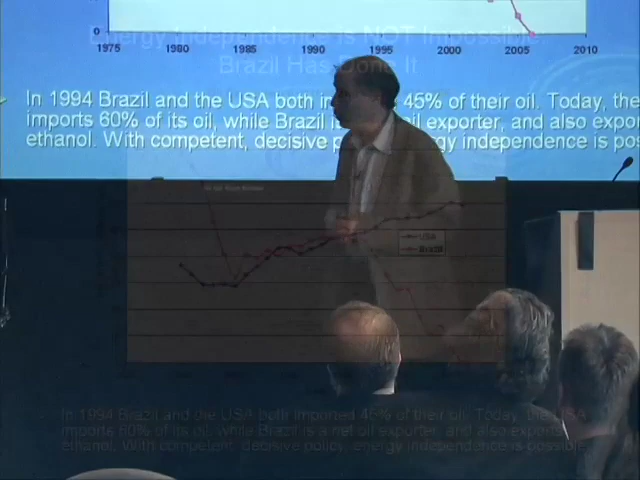 0
1975 1980 1985 1990 1995 2000 2005 2010
Energy Independence is NOT Impossible
Brazil Has Done It
In 1994 Brazil and the USA both im 45% of their oil. Today, the
imports 60% of its oil, while Brazil is oil exporter, and also expor
ethanol. With competent, decisive p energy independence is pos
USA
Brazil
In 1994 Brazil and the USA both imported 45% of their oil. Today, the USA
imports 60% of its oil, while Brazil is a net oil exporter, and also exports
ethanol. With competent, decisive policy, energy independence is possible